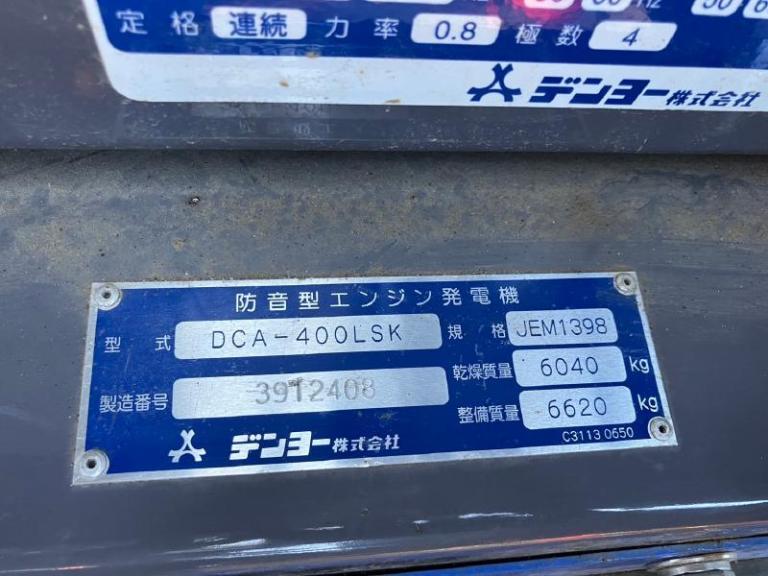 Hz
定格 連続 力率 0.8 極数 4
デンヨー株式会社
防音型エンジン発電機
型式 DCA-400LSK 規格 JEM1398
乾燥質量 6040 kg
製造番号 3912408
整備質量 6620 kg
デンヨー株式会社
C3113 0650